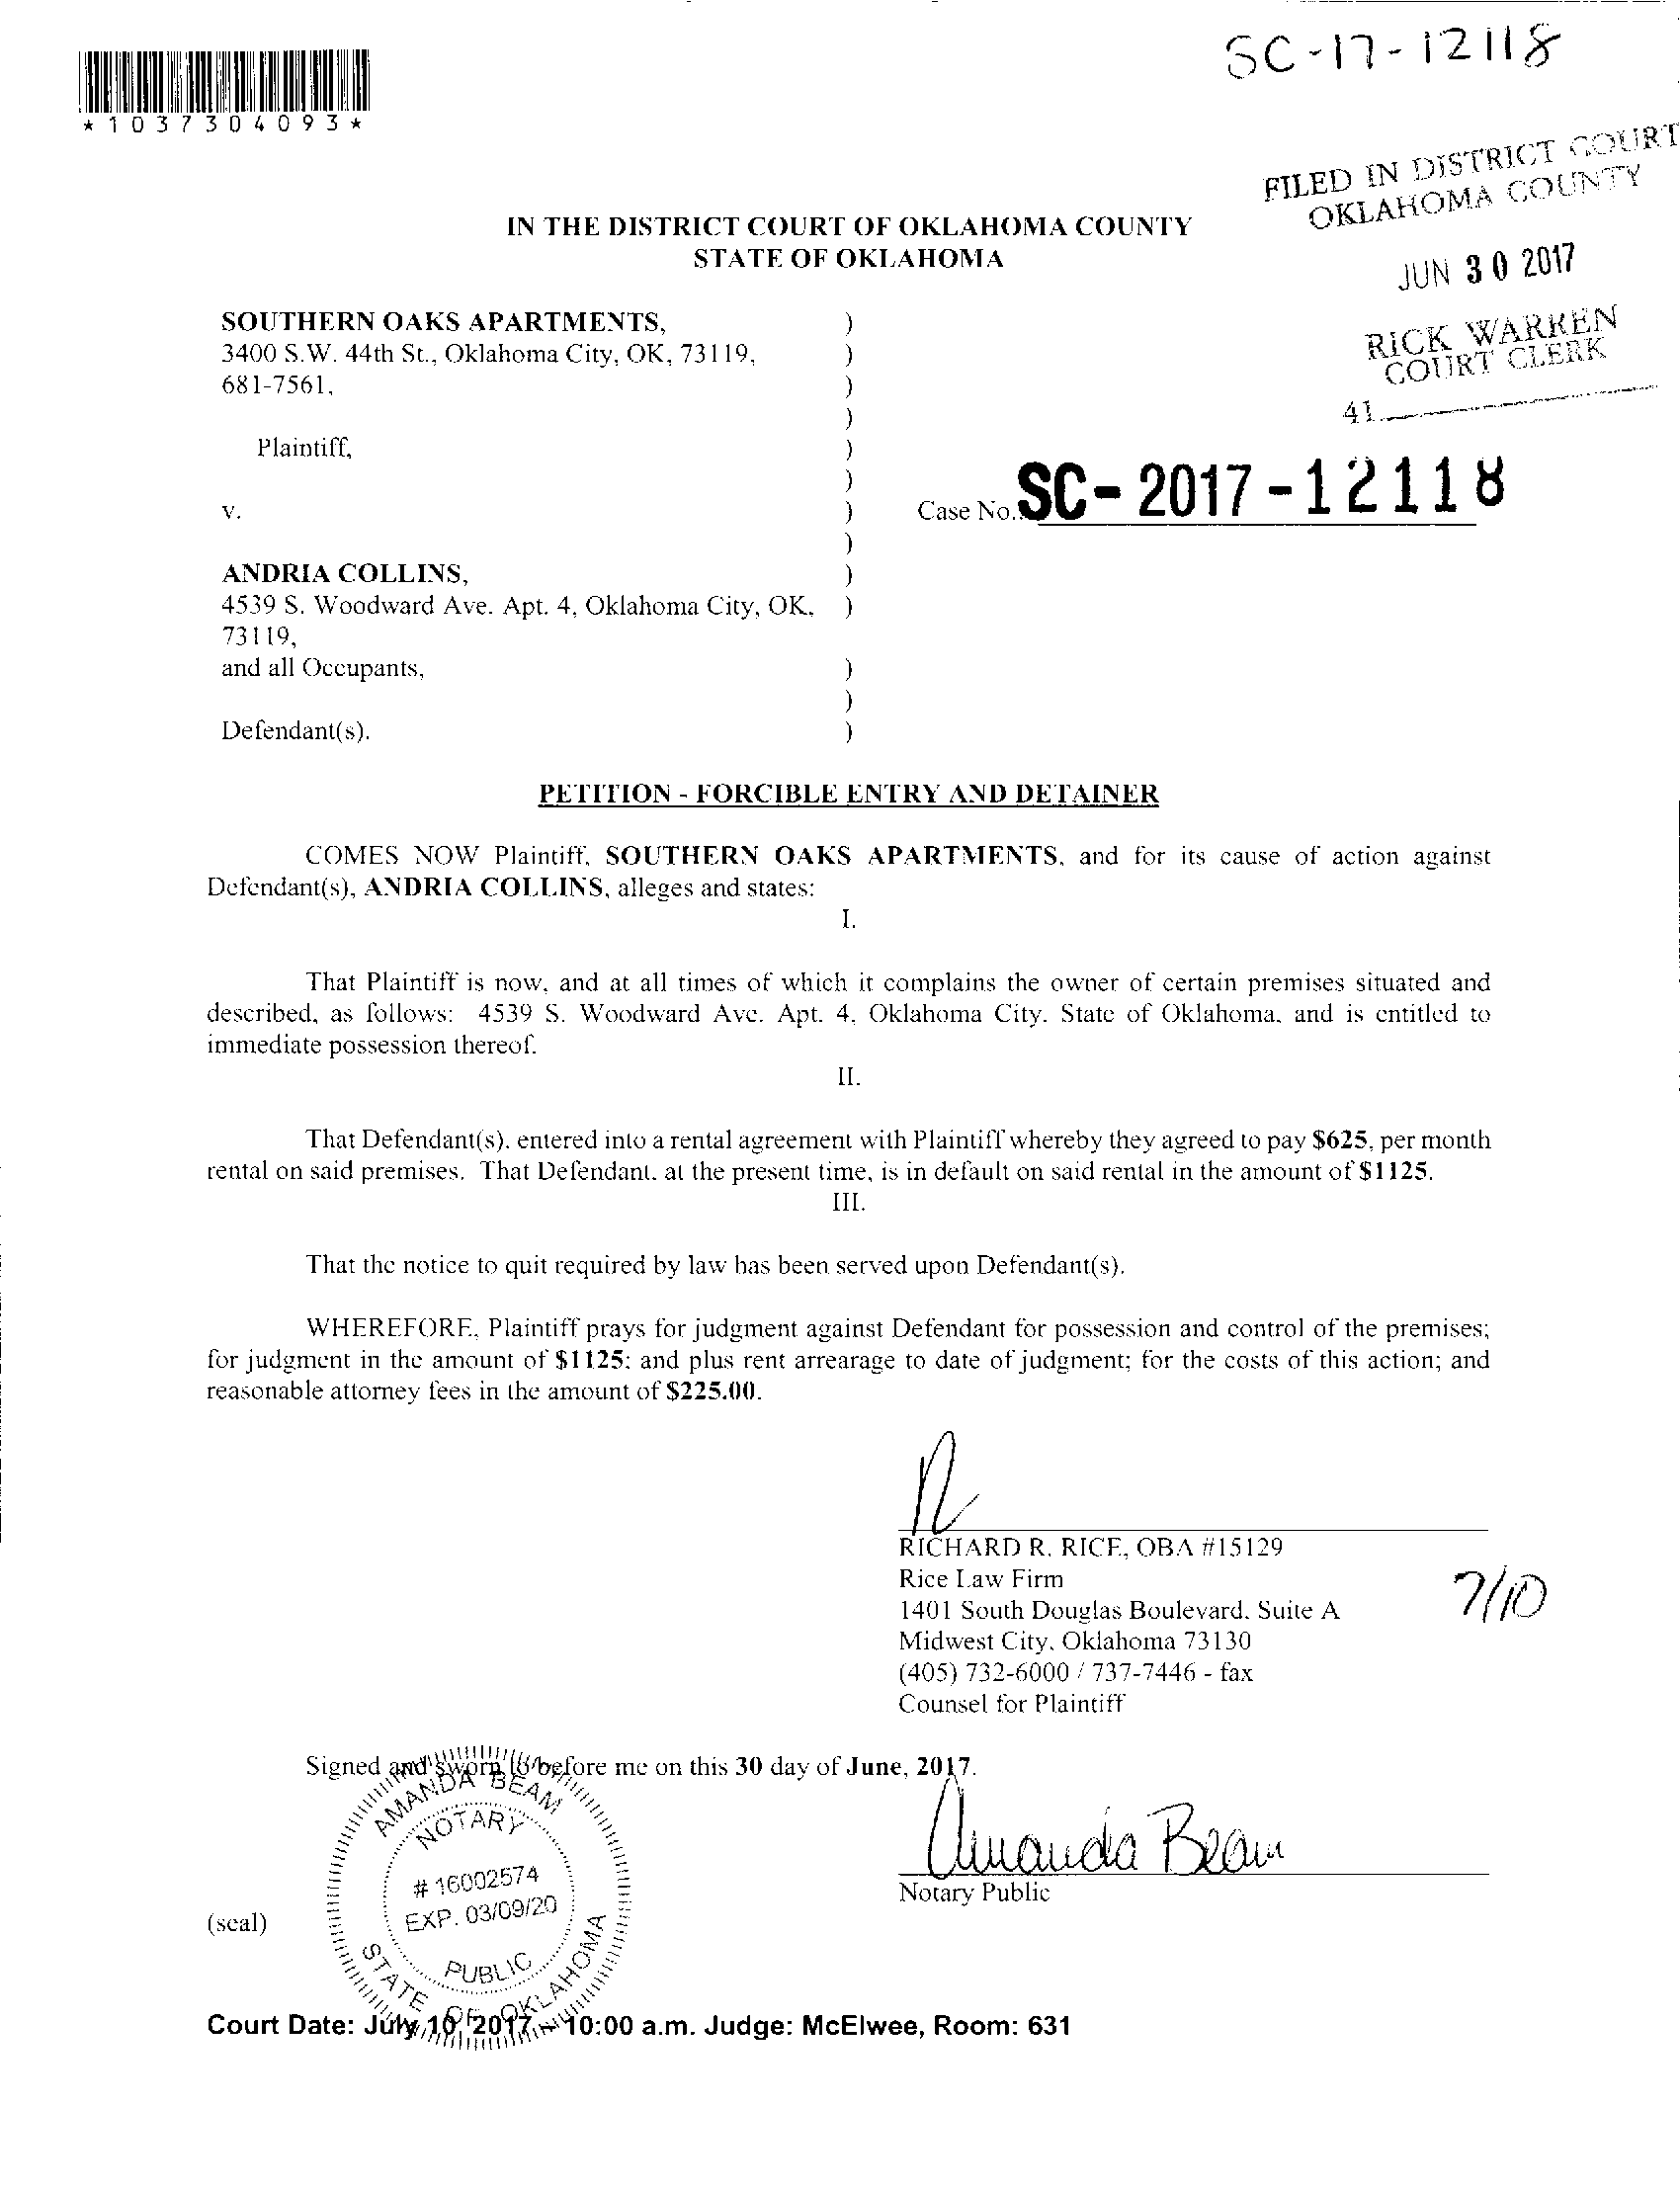 SC-17-12118
*1037304093*
FILED IN DISTRICT COURT
OKLAHOMA COUNTY
JUN 30 2017
RICK WARREN
COURT CLERK
41
IN THE DISTRICT COURT OF OKLAHOMA COUNTY
STATE OF OKLAHOMA
SOUTHERN OAKS APARTMENTS, )
3400 S.W. 44th St., Oklahoma City, OK, 73119, )
681-7561, )
)
Plaintiff, )
)
v. ) Case No. SC-2017-12118
)
ANDRIA COLLINS, )
4539 S. Woodward Ave. Apt. 4, Oklahoma City, OK, )
73119,
and all Occupants, )
)
Defendant(s). )
PETITION - FORCIBLE ENTRY AND DETAINER
COMES NOW Plaintiff, SOUTHERN OAKS APARTMENTS, and for its cause of action against
Defendant(s), ANDRIA COLLINS, alleges and states:
I.
That Plaintiff is now, and at all times of which it complains the owner of certain premises situated and
described, as follows: 4539 S. Woodward Ave. Apt. 4, Oklahoma City, State of Oklahoma, and is entitled to
immediate possession thereof.
II.
That Defendant(s), entered into a rental agreement with Plaintiff whereby they agreed to pay $625, per month
rental on said premises. That Defendant, at the present time, is in default on said rental in the amount of $1125.
III.
That the notice to quit required by law has been served upon Defendant(s).
WHEREFORE, Plaintiff prays for judgment against Defendant for possession and control of the premises;
for judgment in the amount of $1125; and plus rent arrearage to date of judgment; for the costs of this action; and
reasonable attorney fees in the amount of $225.00.
RICHARD R. RICE, OBA #15129
Rice Law Firm
1401 South Douglas Boulevard, Suite A
Midwest City, Oklahoma 73130
(405) 732-6000 / 737-7446 - fax
Counsel for Plaintiff
7/10
Signed and sworn to before me on this 30 day of June, 2017.
AMANDA BEAM
NOTARY
# 16002574
EXP. 03/09/20
PUBLIC
STATE OF OKLAHOMA
Amanda Beam
Notary Public
(seal)
Court Date: July 10, 2017 – 10:00 a.m. Judge: McElwee, Room: 631